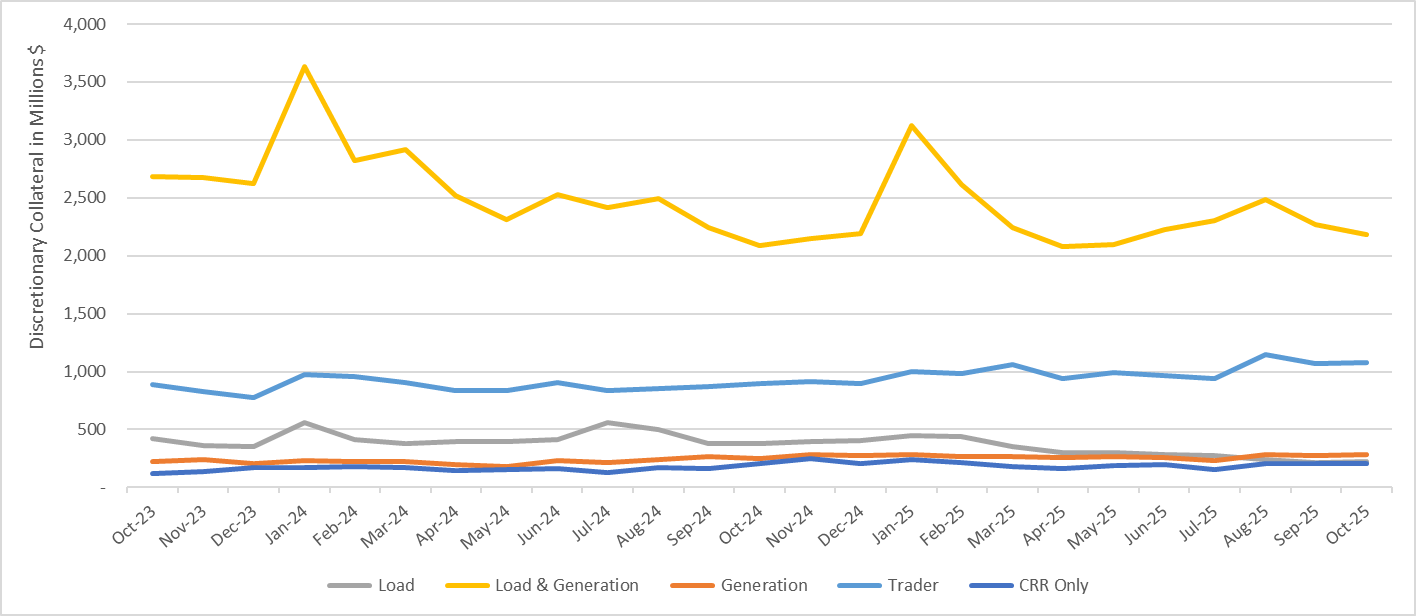 Discretionary Collateral in Millions $
4,000
3,500
3,000
2,500
2,000
1,500
1,000
500
-
Oct-23
Nov-23
Dec-23
Jan-24
Feb-24
Mar-24
Apr-24
May-24
Jun-24
Jul-24
Aug-24
Sep-24
Oct-24
Nov-24
Dec-24
Jan-25
Feb-25
Mar-25
Apr-25
May-25
Jun-25
Jul-25
Aug-25
Sep-25
Oct-25
Load
Load & Generation
Generation
Trader
CRR Only